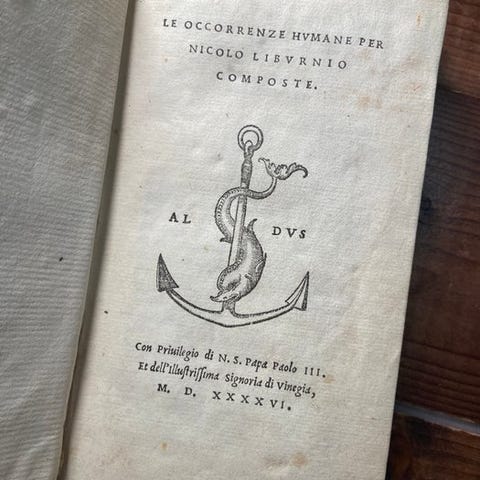 LE OCCORRENZE HVMANE PER
NICOLO LIBVRNIO
COMPOSTE.
AL DVS
Con Priuilegio di N. S. Papa Paolo III.
Et dell'Illustrissima Signoria di Vinegia,
M. D. XXXXVI.